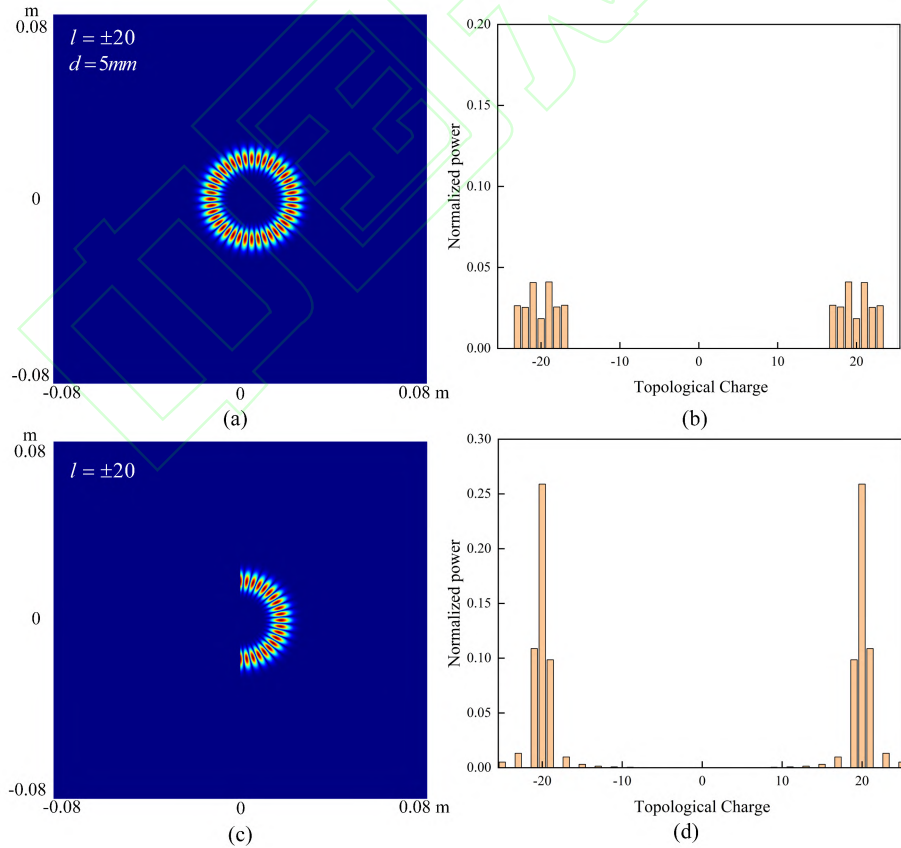 m
0.08
l = ±20
d = 5mm
0
-0.08
-0.08
0
0.08 m
(a)
0.20
0.15
0.10
0.05
0.00
Normalized power
-20
-10
0
10
20
Topological Charge
(b)
m
0.08
l = ±20
0
-0.08
-0.08
0
0.08 m
(c)
0.30
0.25
0.20
0.15
0.10
0.05
0.00
Normalized power
-20
-10
0
10
20
Topological Charge
(d)